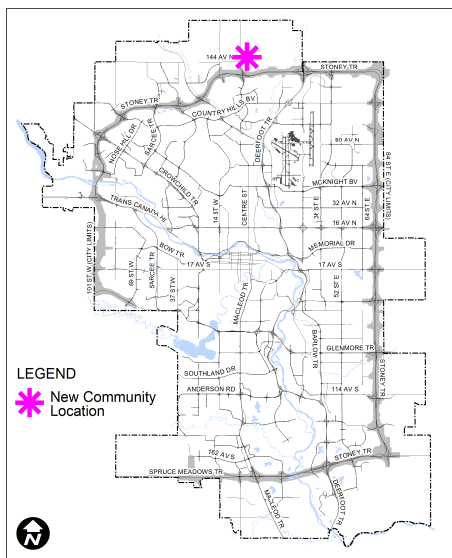 144 AV N
STONEY TR
STONEY TR
COUNTRY HILLS BV
SARCEE TR
NOSE HILL DR
DEERFOOT TR
80 AV N
CROWCHILD TR
14 ST W
CENTRE ST
MCKNIGHT BV
84 ST E (CITY LIMITS)
TRANS CANADA H
36 ST E
32 AV N
64 ST E
16 AV N
MEMORIAL DR
BOW TR
17 AV S
17 AV S
101 ST W (CITY LIMITS)
69 ST W
SARCEE TR
37 ST W
MACLEOD TR
52 ST E
BARLOW TR
GLENMORE TR
STONEY TR
SOUTHLAND DR
ANDERSON RD
114 AV S
LEGEND
New Community
Location
162 AV S
STONEY TR
SPRUCE MEADOWS TR
MACLEOD TR
DEERFOOT TR
N